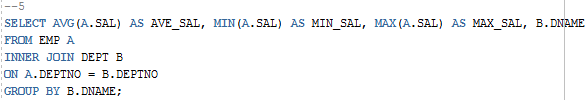 --5
SELECT AVG(A.SAL) AS AVE_SAL, MIN(A.SAL) AS MIN_SAL, MAX(A.SAL) AS MAX_SAL, B.DNAME
FROM EMP A
INNER JOIN DEPT B
ON A.DEPTNO = B.DEPTNO
GROUP BY B.DNAME;